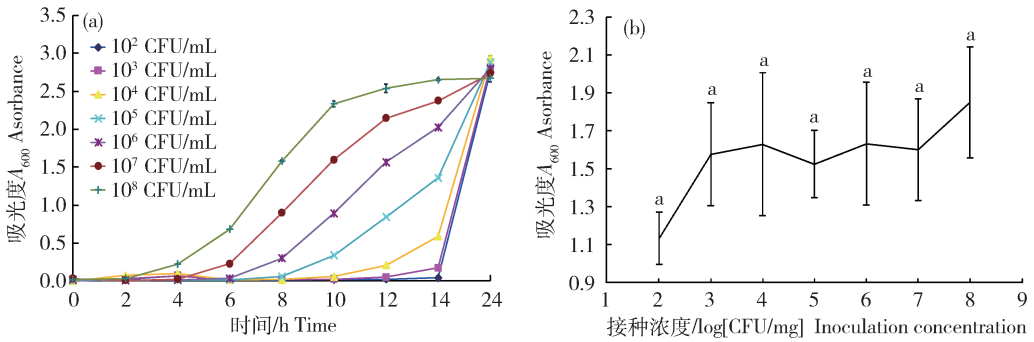 (a)
3.5
3.0
2.5
2.0
1.5
1.0
0.5
0.0
吸光度A600 Asorbance
10² CFU/mL
10³ CFU/mL
10⁴ CFU/mL
10⁵ CFU/mL
10⁶ CFU/mL
10⁷ CFU/mL
10⁸ CFU/mL
0 2 4 6 8 10 12 14 24
时间/h Time
(b)
2.3
2.1
1.9
1.7
1.5
1.3
1.1
0.9
吸光度A600 Asorbance
a a a a a a a
1 2 3 4 5 6 7 8 9
接种浓度/log[CFU/mg] Inoculation concentration